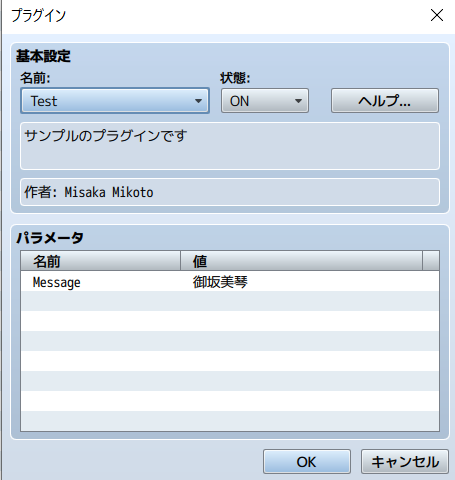 プラグイン
基本設定
名前: 状態:
Test ON ヘルプ...
サンプルのプラグインです
作者: Misaka Mikoto
パラメータ
名前 値
Message 御坂美琴
OK キャンセル